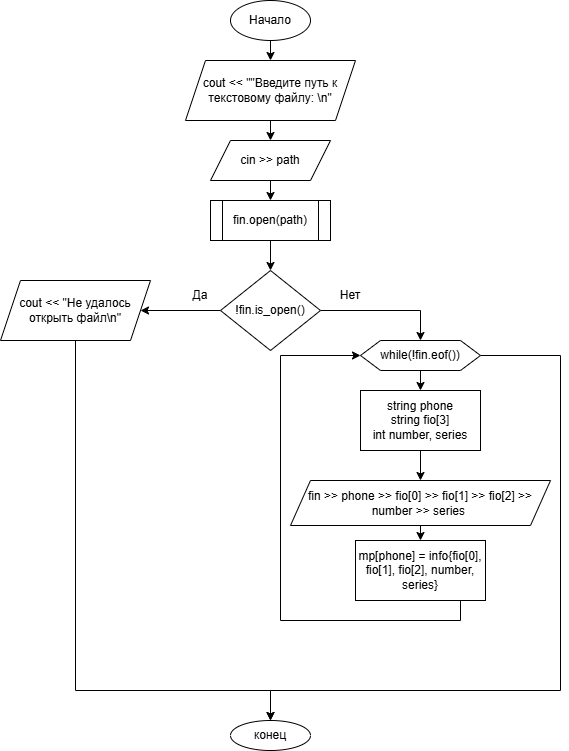 Начало
cout << ""Введите путь к
текстовому файлу: \n"
cin >> path
fin.open(path)
!fin.is_open()
Да
Нет
cout << "Не удалось
открыть файл\n"
while(!fin.eof())
string phone
string fio[3]
int number, series
fin >> phone >> fio[0] >> fio[1] >> fio[2] >>
number >> series
mp[phone] = info{fio[0],
fio[1], fio[2], number,
series}
конец